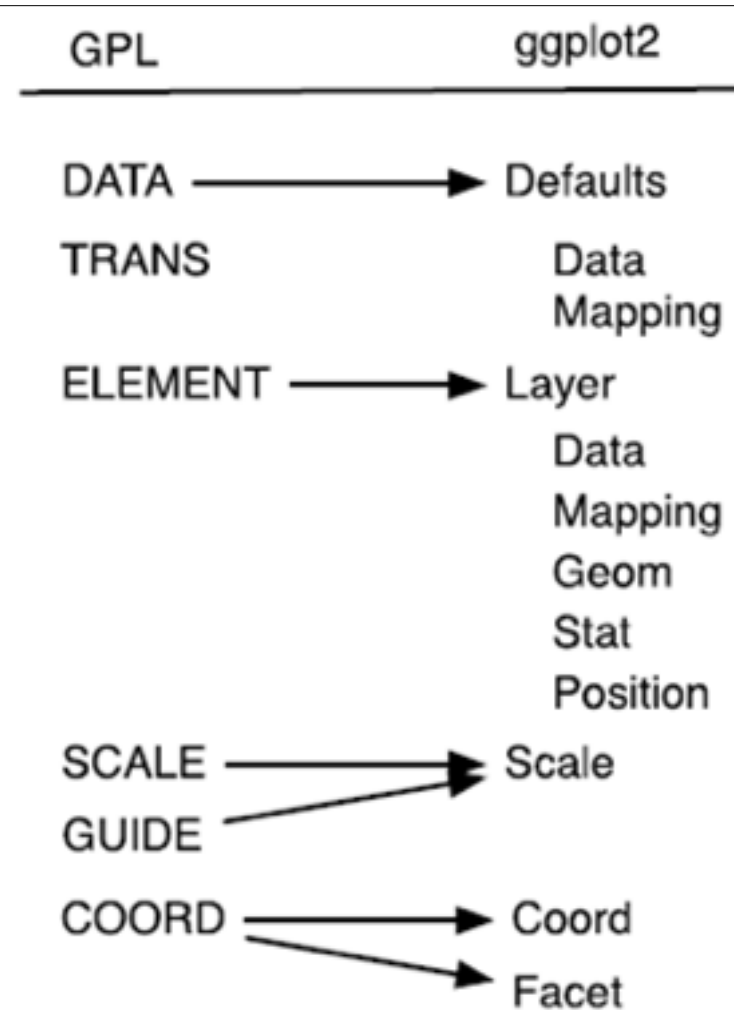 GPL ggplot2
DATA Defaults
TRANS Data
Mapping
ELEMENT Layer
Data
Mapping
Geom
Stat
Position
SCALE Scale
GUIDE
COORD Coord
Facet